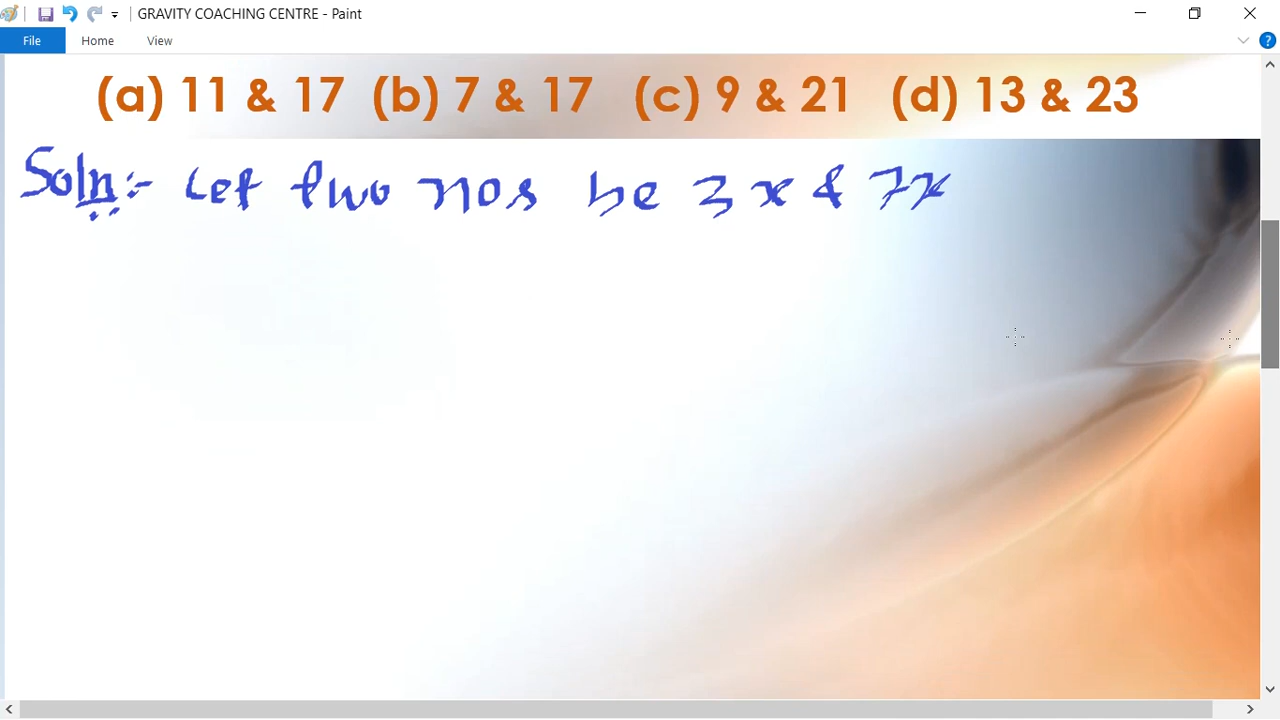 GRAVITY COACHING CENTRE - Paint
File Home View
(a) 11 & 17 (b) 7 & 17 (c) 9 & 21 (d) 13 & 23
Soln:- Let two nos be 3x & 7x